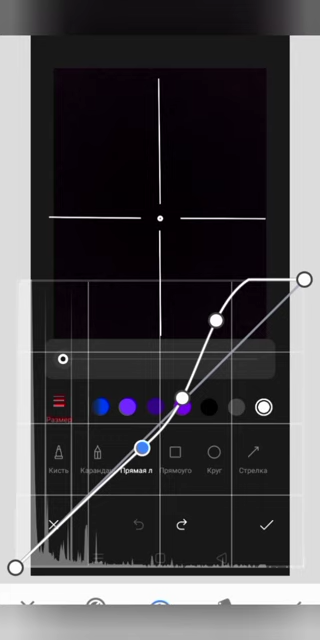 Размер
Кисть
Карандаш
Прямая л
Прямоуго
Круг
Стрелка